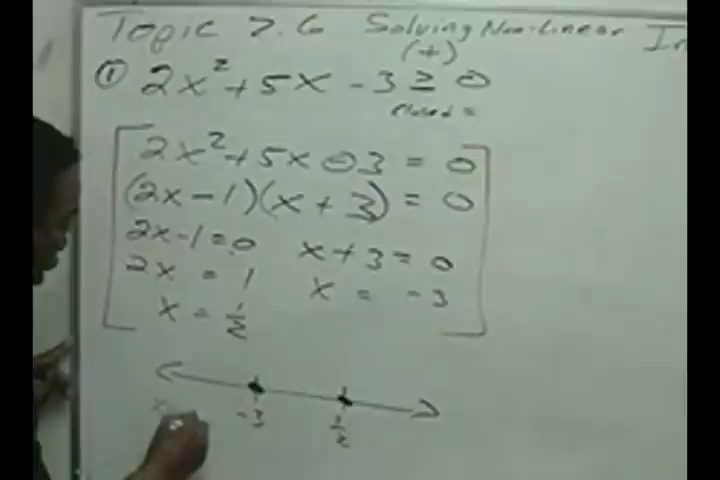 Topic 7.6 Solving Non-Linear In
(+)
① 2x² + 5x - 3 ≥ 0
closed =
2x² + 5x - 3 = 0
(2x - 1)(x + 3) = 0
2x - 1 = 0 x + 3 = 0
2x = 1 x = -3
x = 1/2
-3 1/2
x